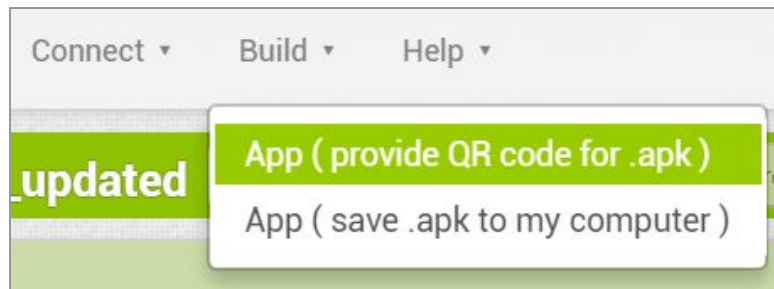 Connect ▾ Build ▾ Help ▾
App ( provide QR code for .apk )
_updated
App ( save .apk to my computer )